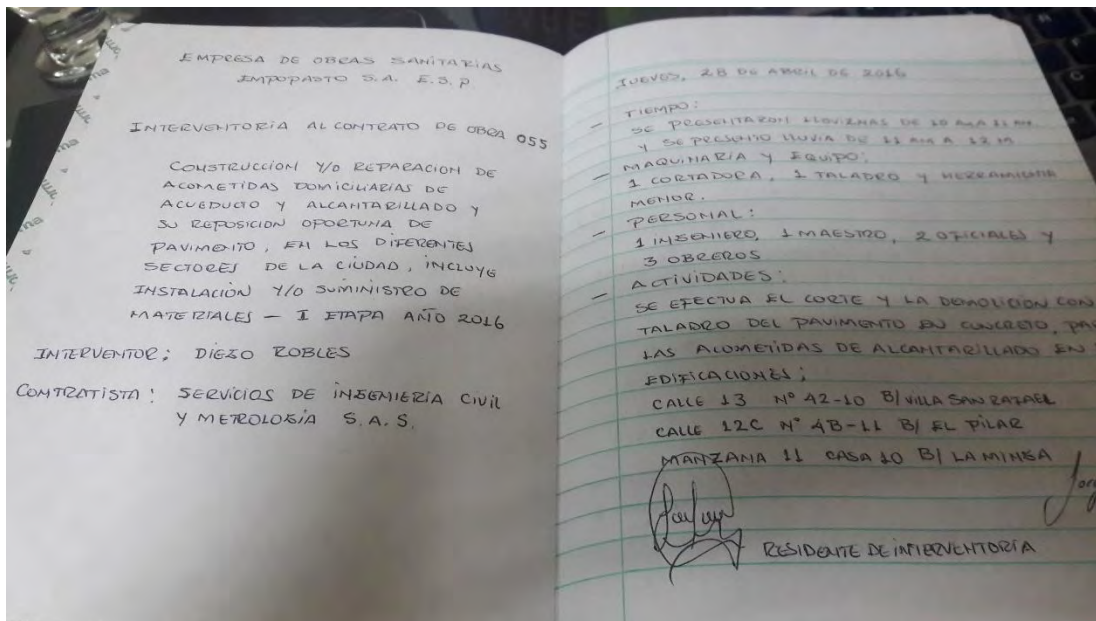 EMPRESA DE OBRAS SANITARIAS
EMPOPASTO S.A. E.S.P
INTERVENTORIA AL CONTRATO DE OBRA 055
CONSTRUCCION Y/O REPARACION DE
ACOMETIDAS DOMICILIARIAS DE
ACUEDUCTO Y ALCANTARILLADO Y
SU REPOSICION OPORTUNA DE
PAVIMENTO, EN LOS DIFERENTES
SECTORES DE LA CIUDAD, INCLUYE
INSTALACIÓN Y/O SUMINISTRO DE
MATERIALES - I ETAPA AÑO 2016
INTERVENTOR: DIEGO ROBLES
CONTRATISTA: SERVICIOS DE INGENIERIA CIVIL
Y METROLOGIA S.A.S.
JUEVES, 28 DE ABRIL DE 2016
- TIEMPO:
SE PRESENTARON LLOVIZNAS DE 10 AM A 11 AM
Y SE PRESENTO LLUVIA DE 11 AM A 12 M
- MAQUINARIA Y EQUIPO:
1 CORTADORA, 1 TALADRO Y HERRAMIENTA
MENOR.
- PERSONAL:
1 INGENIERO, 1 MAESTRO, 2 OFICIALES Y
3 OBREROS
- ACTIVIDADES:
SE EFECTUA EL CORTE Y LA DEMOLICION CON
TALADRO DEL PAVIMENTO EN CONCRETO,
LAS ACOMETIDAS DE ALCANTARILLADO EN
EDIFICACIONES:
CALLE 13 N° 42-10 B/ VILLA SAN RAFAEL
CALLE 12C N° 4B-11 B/ EL PILAR
MANZANA 11 CASA 10 B/ LA MINGA
RESIDENTE DE INTERVENTORIA